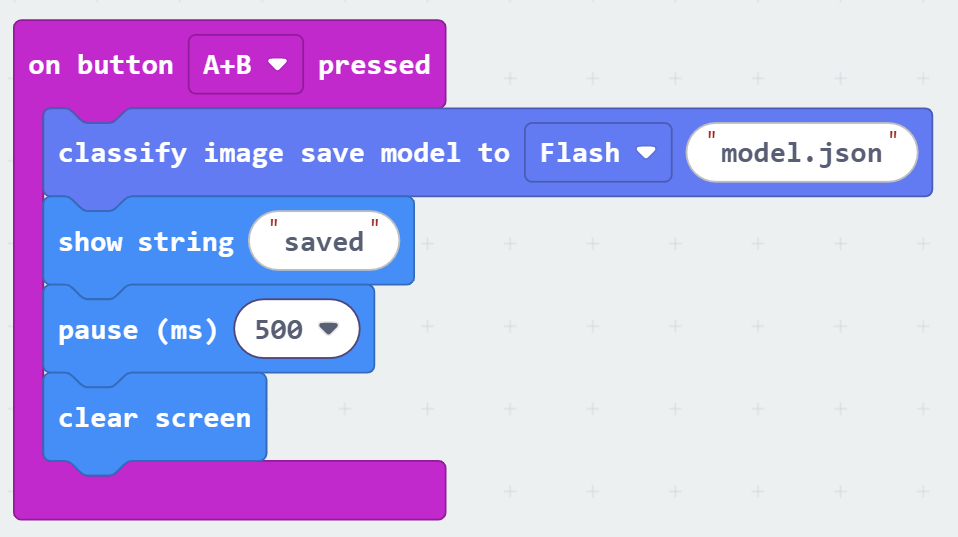 on button A+B pressed
classify image save model to Flash "model.json"
show string "saved"
pause (ms) 500
clear screen